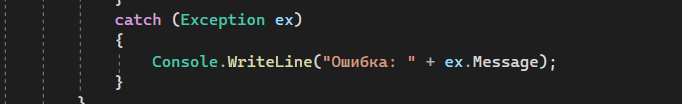 }
catch (Exception ex)
{
Console.WriteLine("Ошибка: " + ex.Message);
}
}